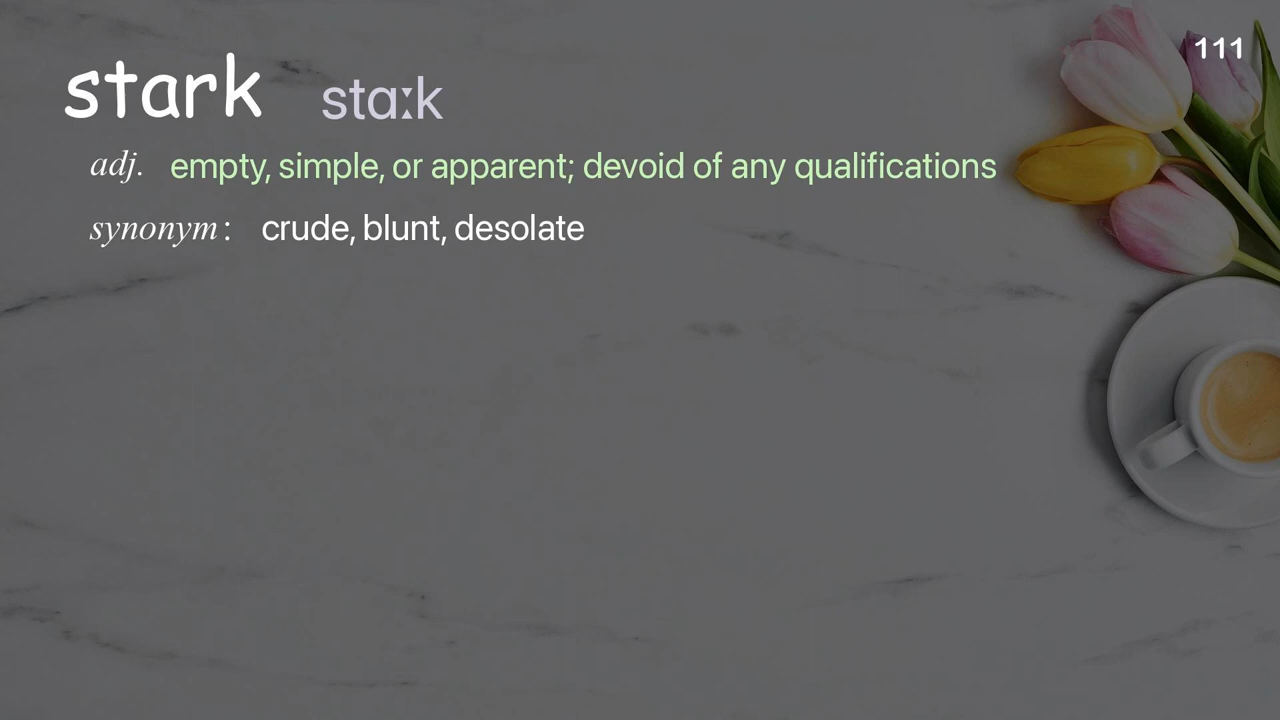 stark stɑːk
111
adj. empty, simple, or apparent; devoid of any qualifications
synonym: crude, blunt, desolate